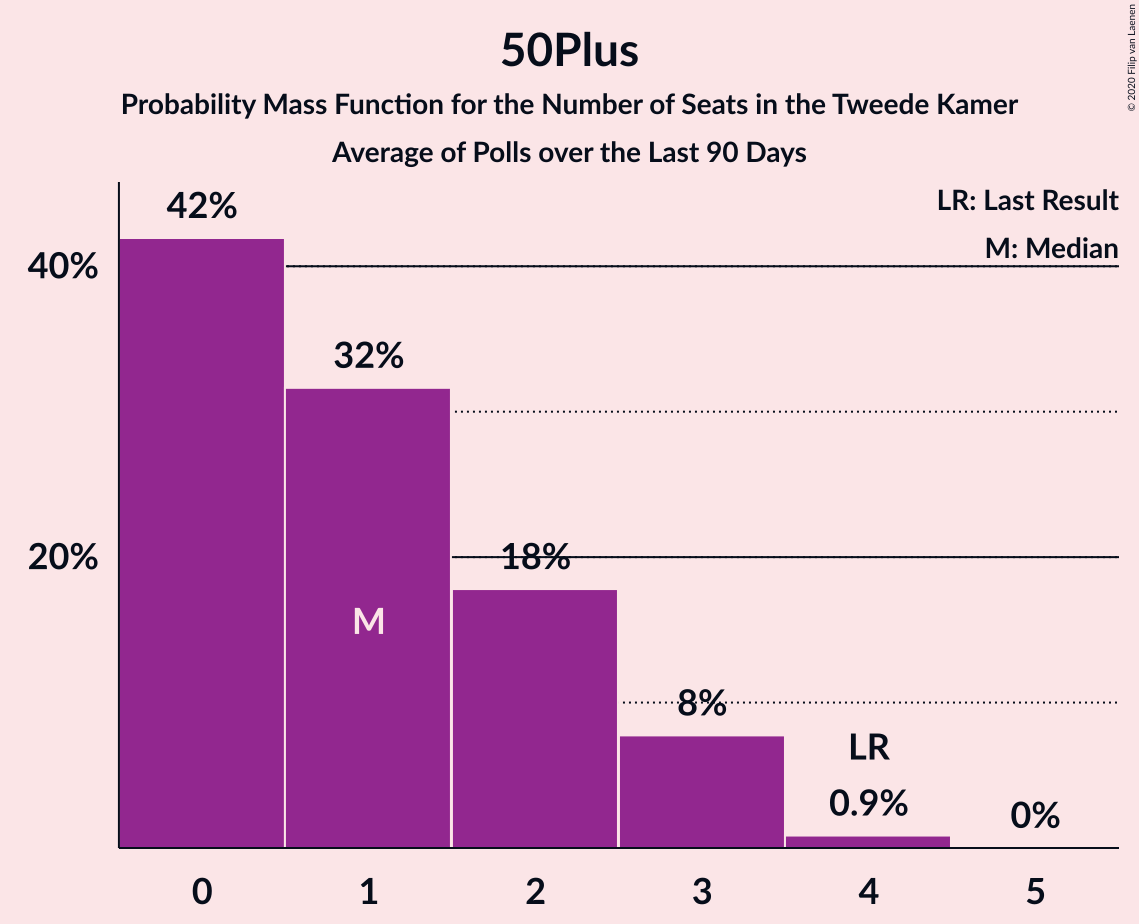 50Plus
Probability Mass Function for the Number of Seats in the Tweede Kamer
Average of Polls over the Last 90 Days
© 2020 Filip van Laenen
LR: Last Result
M: Median
42%
40%
32%
20%
18%
M
8%
LR
0.9%
0%
0 1 2 3 4 5